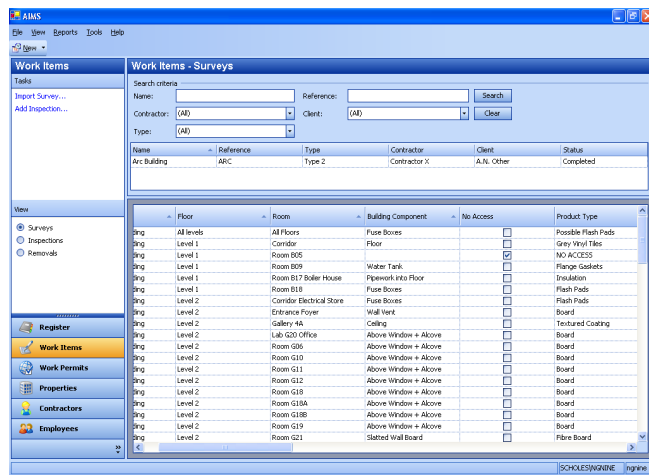 AIMS
File View Reports Tools Help
New
Work Items
Tasks
Import Survey...
Add Inspection...
View
Surveys
Inspections
Removals
Register
Work Items
Work Permits
Properties
Contractors
Employees
Work Items - Surveys
Search criteria
Name: Reference: Search
Contractor: (All) Client: (All) Clear
Type: (All)
Name Reference Type Contractor Client Status
Arc Building ARC Type 2 Contractor X A.N. Other Completed
Floor Room Building Component No Access Product Type
ding All levels All Floors Fuse Boxes Possible Flash Pads
ding Level 1 Corridor Floor Grey Vinyl Tiles
ding Level 1 Room B05 NO ACCESS
ding Level 1 Room B09 Water Tank Flange Gaskets
ding Level 1 Room B17 Boiler House Pipework into Floor Insulation
ding Level 1 Room B18 Fuse Boxes Flash Pads
ding Level 2 Corridor Electrical Store Fuse Boxes Flash Pads
ding Level 2 Entrance Foyer Wall Vent Board
ding Level 2 Gallery 4A Ceiling Textured Coating
ding Level 2 Lab G20 Office Above Window + Alcove Board
ding Level 2 Room G06 Above Window + Alcove Board
ding Level 2 Room G10 Above Window + Alcove Board
ding Level 2 Room G11 Above Window + Alcove Board
ding Level 2 Room G12 Above Window + Alcove Board
ding Level 2 Room G18 Above Window + Alcove Board
ding Level 2 Room G18A Above Window + Alcove Board
ding Level 2 Room G18B Above Window + Alcove Board
ding Level 2 Room G19 Above Window + Alcove Board
ding Level 2 Room G21 Slatted Wall Board Fibre Board
SCHOLES\NGNINE ngnine